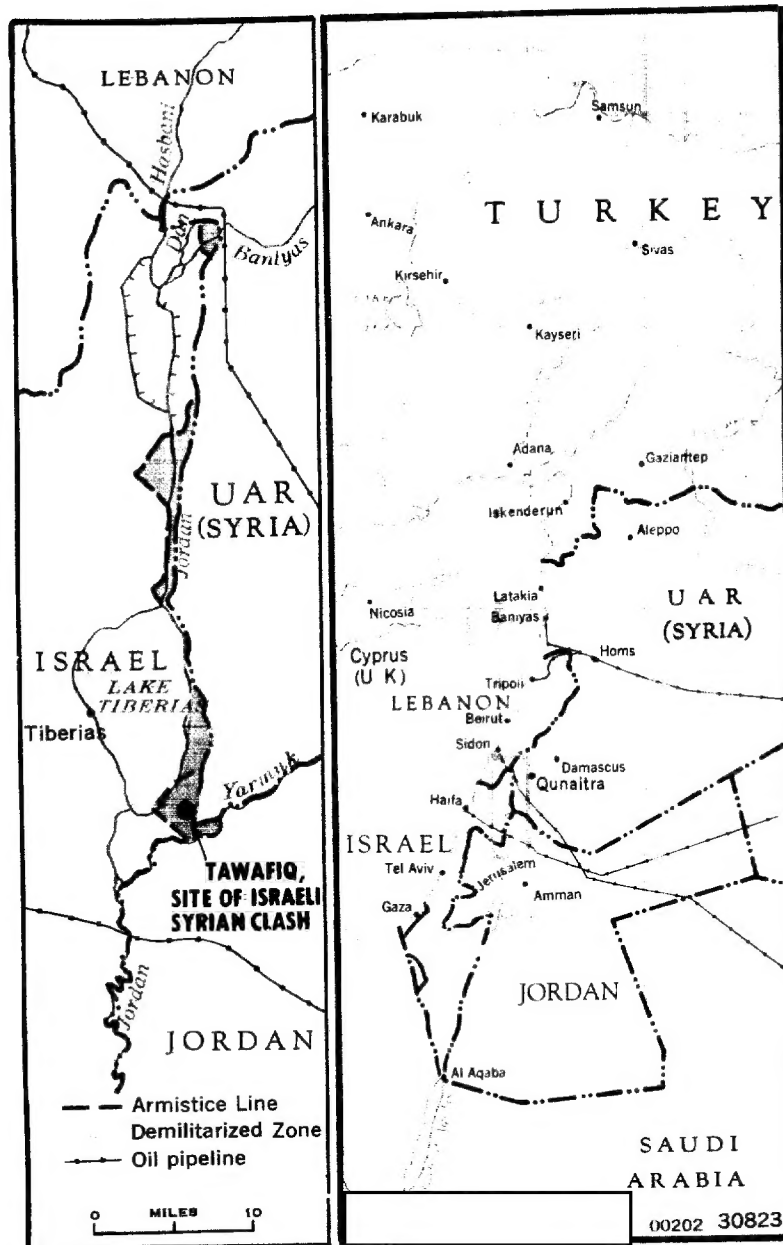 LEBANON
Hasbani
Dan
Baniyas
UAR
(SYRIA)
Jordan
ISRAEL
LAKE
TIBERIAS
Tiberias
Yarmuk
TAWAFIQ,
SITE OF ISRAELI
SYRIAN CLASH
Jordan
JORDAN
Armistice Line
Demilitarized Zone
Oil pipeline
0 MILES 10
Karabuk
Samsun
TURKEY
Ankara
Sivas
Kirsehir
Kayseri
Adana
Gaziantep
Iskenderun
Aleppo
Latakia
Nicosia
Baniyas
UAR
(SYRIA)
Cyprus
(U K)
Homs
Tripoli
LEBANON
Beirut
Sidon
Damascus
Qunaitra
Haifa
ISRAEL
Tel Aviv
Jerusalem
Amman
Gaza
JORDAN
Al Aqaba
SAUDI
ARABIA
00202 30823